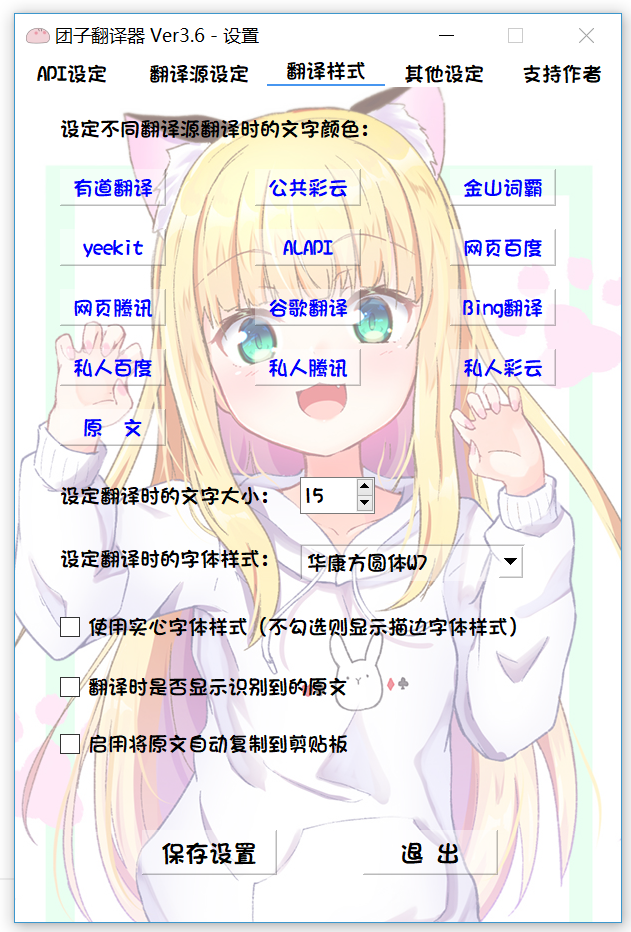 团子翻译器 Ver3.6 - 设置
API设定 翻译源设定 翻译样式 其他设定 支持作者
设定不同翻译源翻译时的文字颜色：
有道翻译 公共彩云 金山词霸
yeekit ALAPI 网页百度
网页腾讯 谷歌翻译 Bing翻译
私人百度 私人腾讯 私人彩云
原 文
设定翻译时的文字大小： 15
设定翻译时的字体样式： 华康方圆体W7
使用实心字体样式（不勾选则显示描边字体样式）
翻译时是否显示识别到的原文
启用将原文自动复制到剪贴板
保存设置 退 出